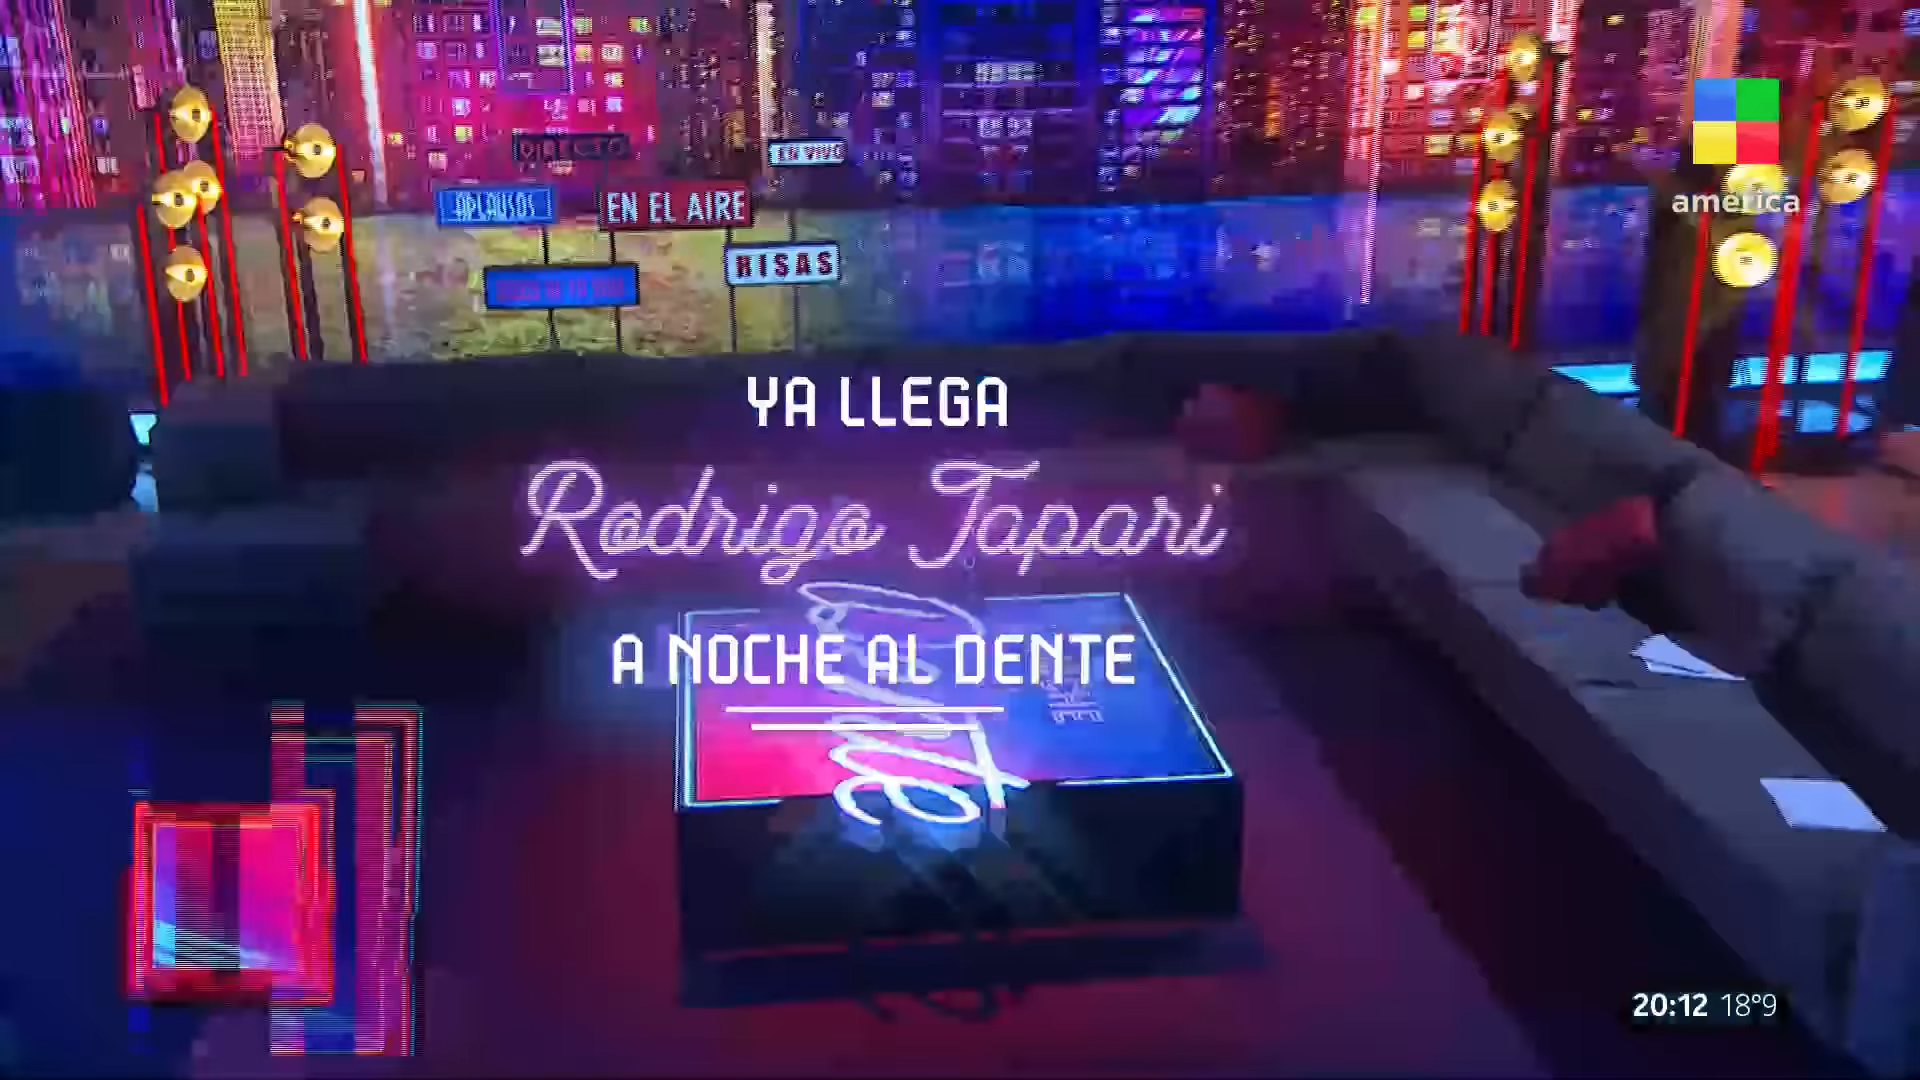 DIRECTO
EN VIVO
APLAUSOS
EN EL AIRE
RISAS
américa
YA LLEGA
Rodrigo Tapari
A NOCHE AL DENTE
20:12 18°9